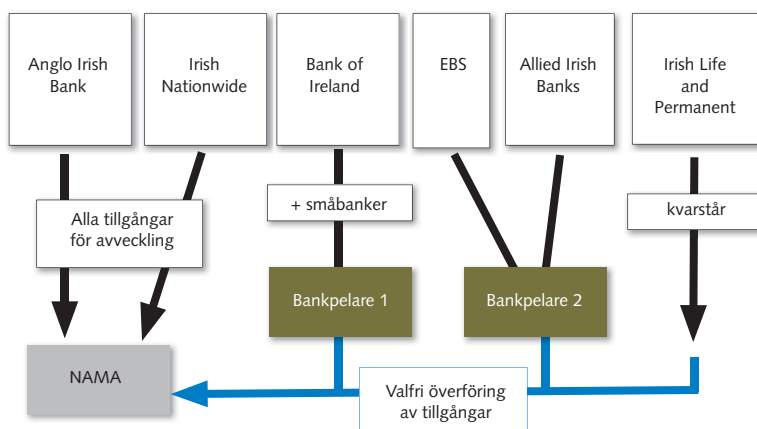 Anglo Irish
Bank
Irish
Nationwide
Bank of
Ireland
EBS
Allied Irish
Banks
Irish Life
and
Permanent
Alla tillgångar
för avveckling
+ småbanker
kvarstår
Bankpelare 1
Bankpelare 2
NAMA
Valfri överföring
av tillgångar